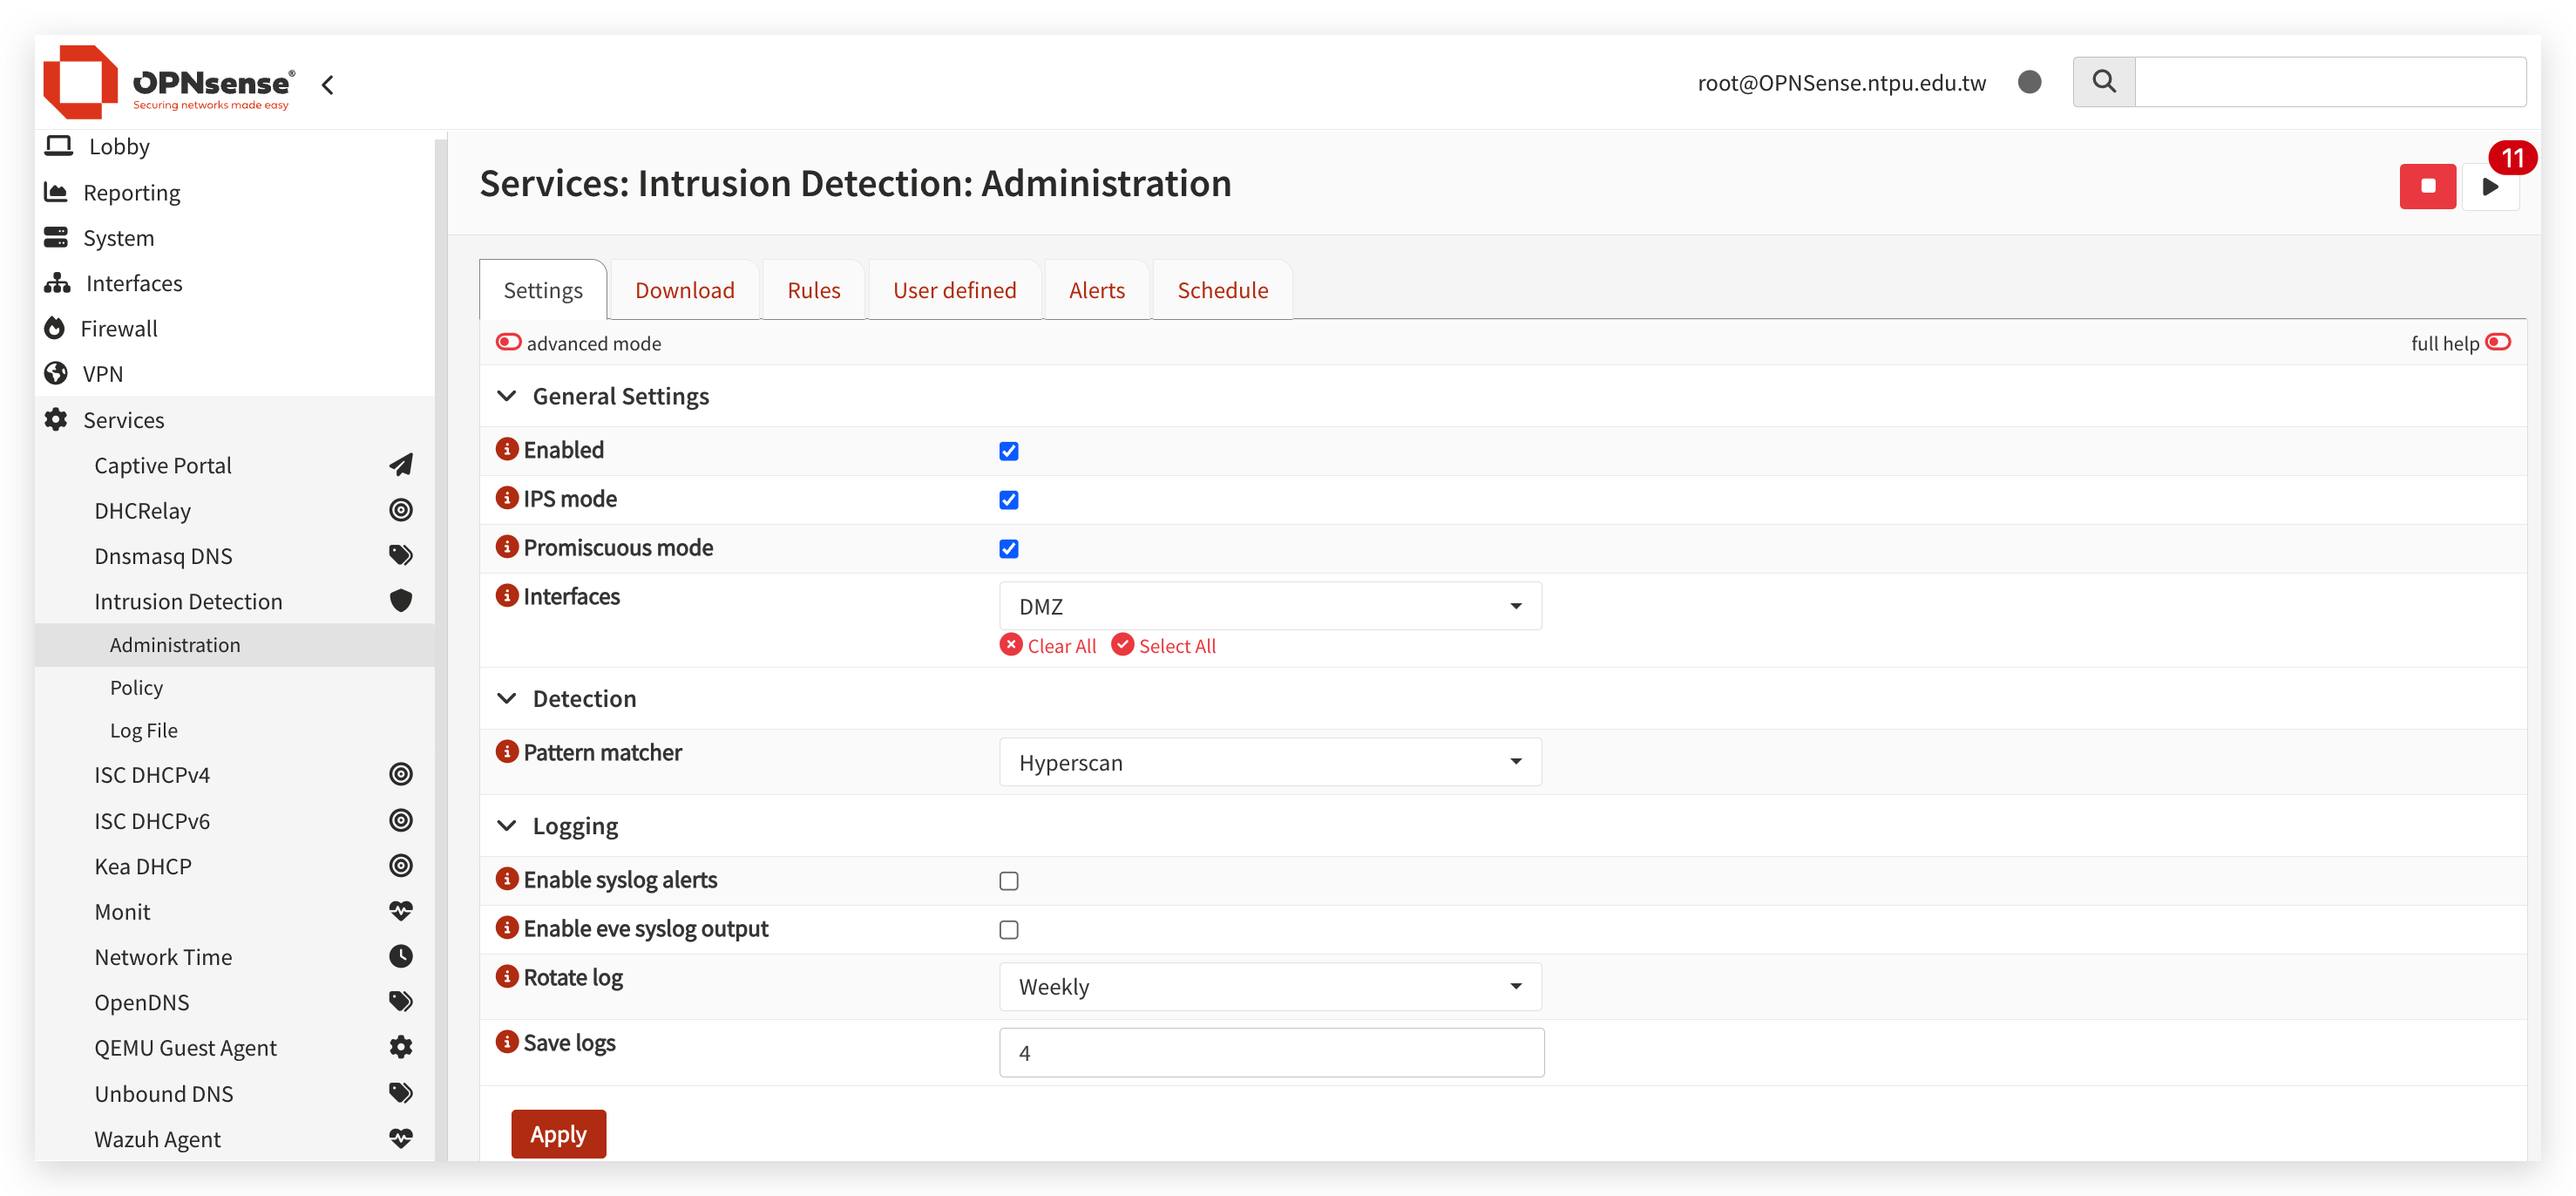 OPNsense®
Securing networks made easy
root@OPNSense.ntpu.edu.tw
Lobby
Reporting
System
Interfaces
Firewall
VPN
Services
Captive Portal
DHCRelay
Dnsmasq DNS
Intrusion Detection
Administration
Policy
Log File
ISC DHCPv4
ISC DHCPv6
Kea DHCP
Monit
Network Time
OpenDNS
QEMU Guest Agent
Unbound DNS
Wazuh Agent
Services: Intrusion Detection: Administration
11
Settings Download Rules User defined Alerts Schedule
advanced mode full help
General Settings
Enabled
IPS mode
Promiscuous mode
Interfaces DMZ
Clear All Select All
Detection
Pattern matcher Hyperscan
Logging
Enable syslog alerts
Enable eve syslog output
Rotate log Weekly
Save logs 4
Apply